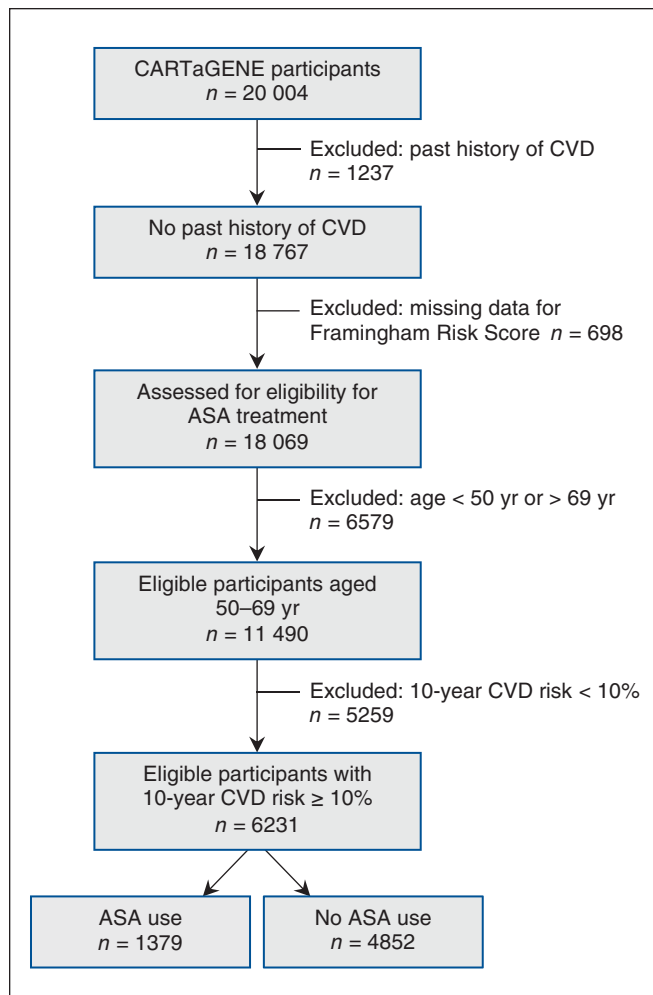 CARTaGENE participants
n = 20 004
Excluded: past history of CVD
n = 1237
No past history of CVD
n = 18 767
Excluded: missing data for
Framingham Risk Score n = 698
Assessed for eligibility for
ASA treatment
n = 18 069
Excluded: age < 50 yr or > 69 yr
n = 6579
Eligible participants aged
50–69 yr
n = 11 490
Excluded: 10-year CVD risk < 10%
n = 5259
Eligible participants with
10-year CVD risk ≥ 10%
n = 6231
ASA use
n = 1379
No ASA use
n = 4852